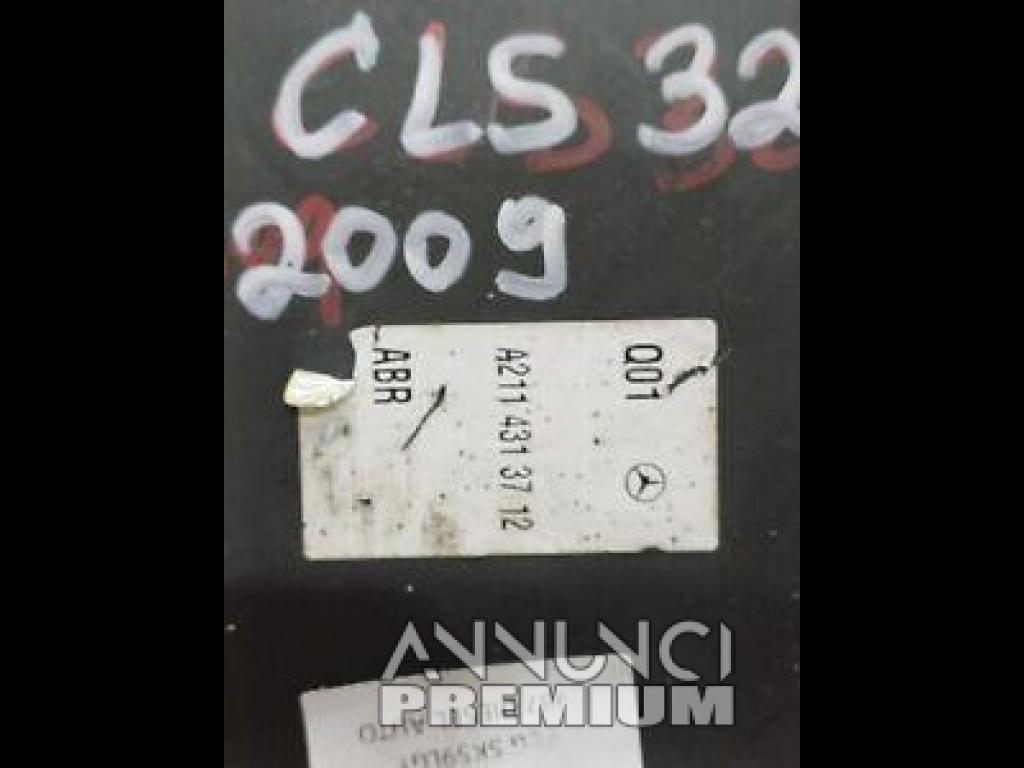 CLS 32
2009
Q01
A211 431 37 12
ABR
ANNUNCI
PREMIUM